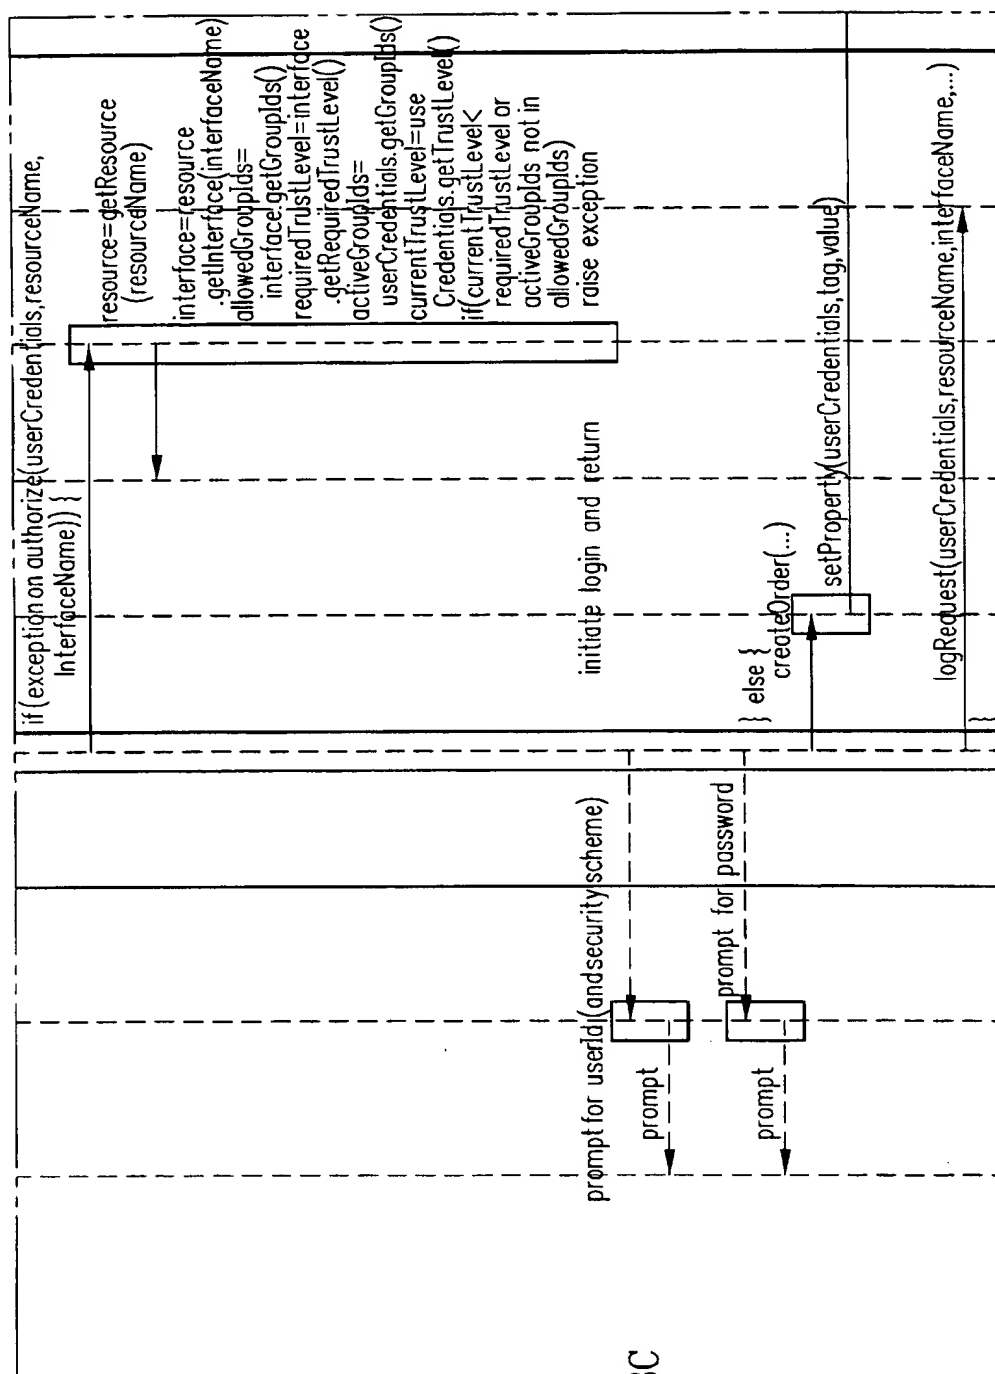 if(exception on authorize(userCredentials,resourceName,
InterfaceName)) {
resource=getResource
(resourceName)
interface=resource
.getInterface(interfaceName)
allowedGroupIds=
interface.getGroupIds()
requiredTrustLevel=interface
.getRequiredTrustLevel()
activeGroupIds=
userCredentials.getGroupIds()
currentTrustLevel=use
Credentials.getTrustLevel()
if(currentTrustLevel<
requiredTrustLevel or
activeGroupIds not in
allowedGroupIds)
raise exception
prompt for userId (andsecurity scheme)
initiate login and return
prompt
prompt for password
prompt
} else {
createOrder(...)
setProperty(userCredentials,tag,value)
logRequest(userCredentials,resourceName,interfaceName,...)
}